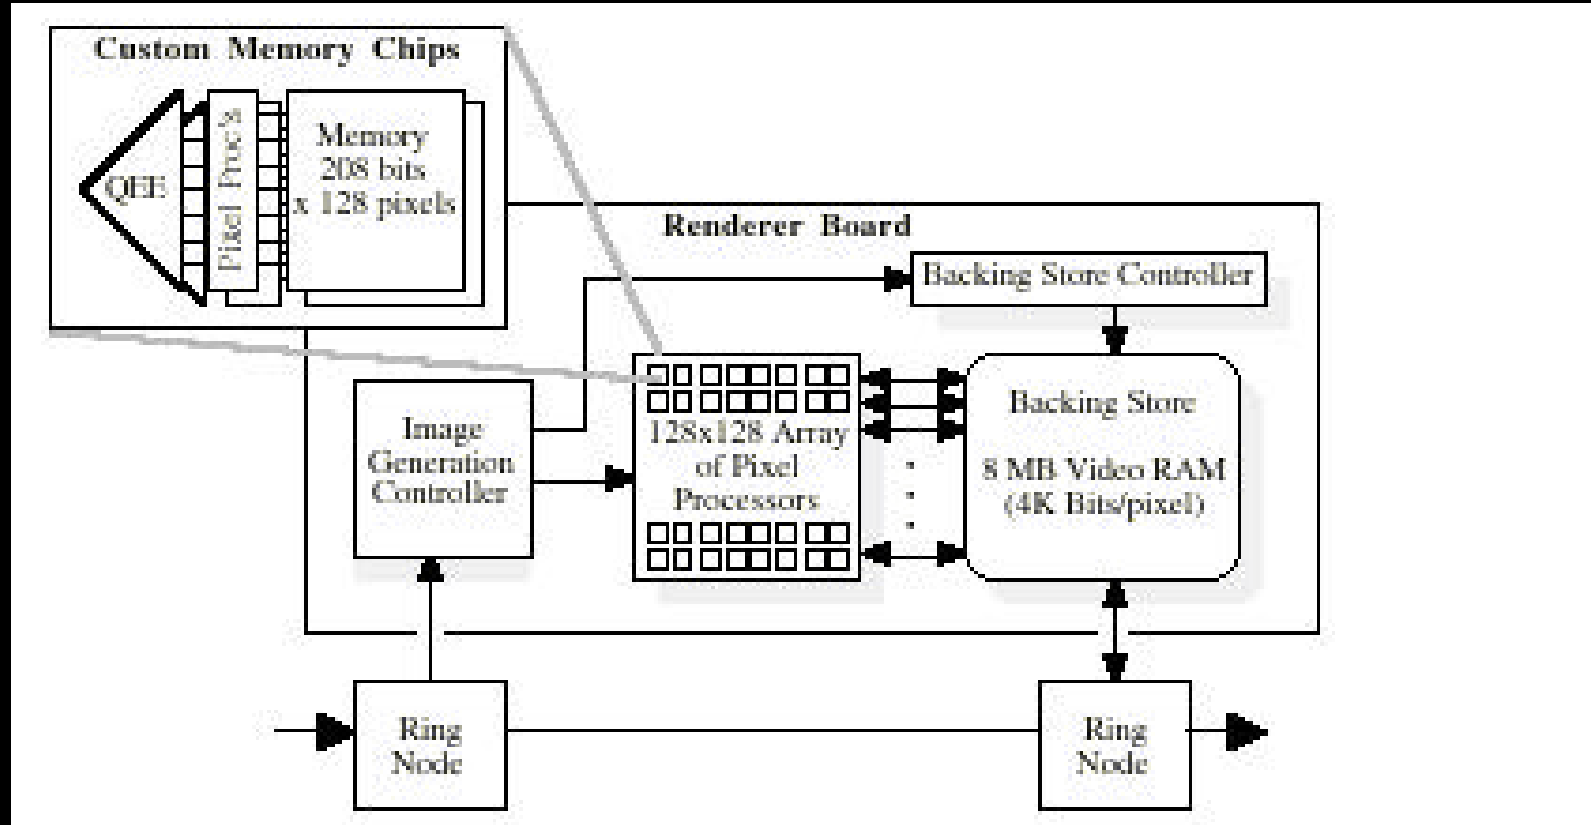 Custom Memory Chips
QEE
Pixel Proc's
Memory
208 bits
x 128 pixels
Renderer Board
Backing Store Controller
Image
Generation
Controller
128x128 Array
of Pixel
Processors
Backing Store
8 MB Video RAM
(4K Bits/pixel)
Ring
Node
Ring
Node